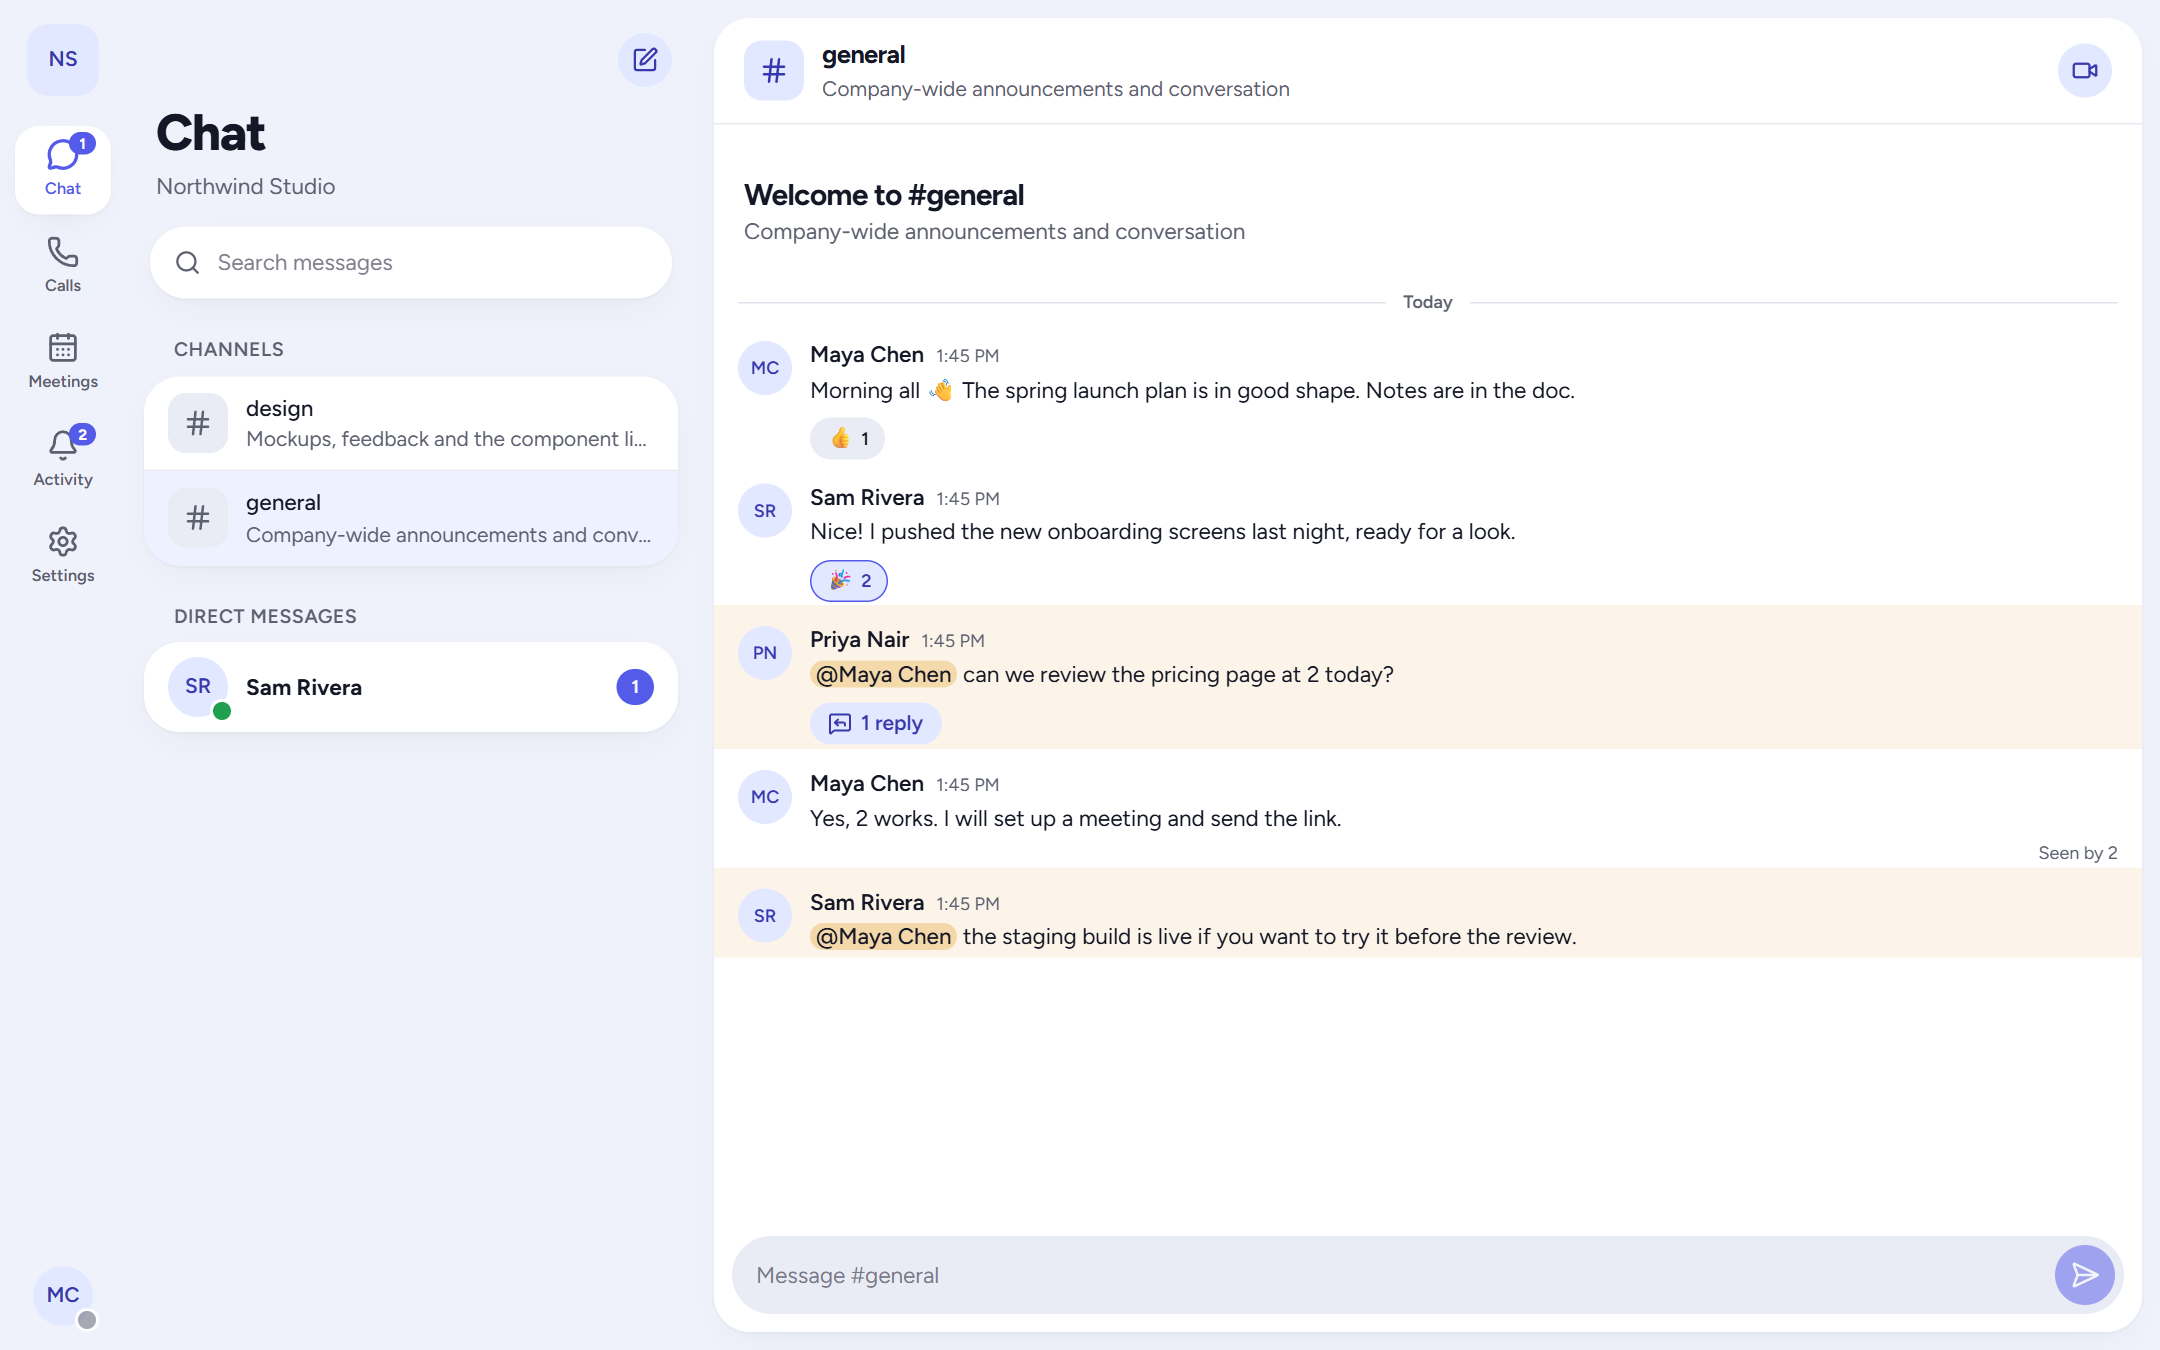 NS
1
Chat
Calls
Meetings
2
Activity
Settings
MC
Chat
Northwind Studio
Search messages
CHANNELS
# design
Mockups, feedback and the component li...
# general
Company-wide announcements and conv...
DIRECT MESSAGES
SR Sam Rivera 1
# general
Company-wide announcements and conversation
Welcome to #general
Company-wide announcements and conversation
Today
MC Maya Chen 1:45 PM
Morning all 👋 The spring launch plan is in good shape. Notes are in the doc.
👍 1
SR Sam Rivera 1:45 PM
Nice! I pushed the new onboarding screens last night, ready for a look.
🎉 2
PN Priya Nair 1:45 PM
@Maya Chen can we review the pricing page at 2 today?
1 reply
MC Maya Chen 1:45 PM
Yes, 2 works. I will set up a meeting and send the link.
Seen by 2
SR Sam Rivera 1:45 PM
@Maya Chen the staging build is live if you want to try it before the review.
Message #general